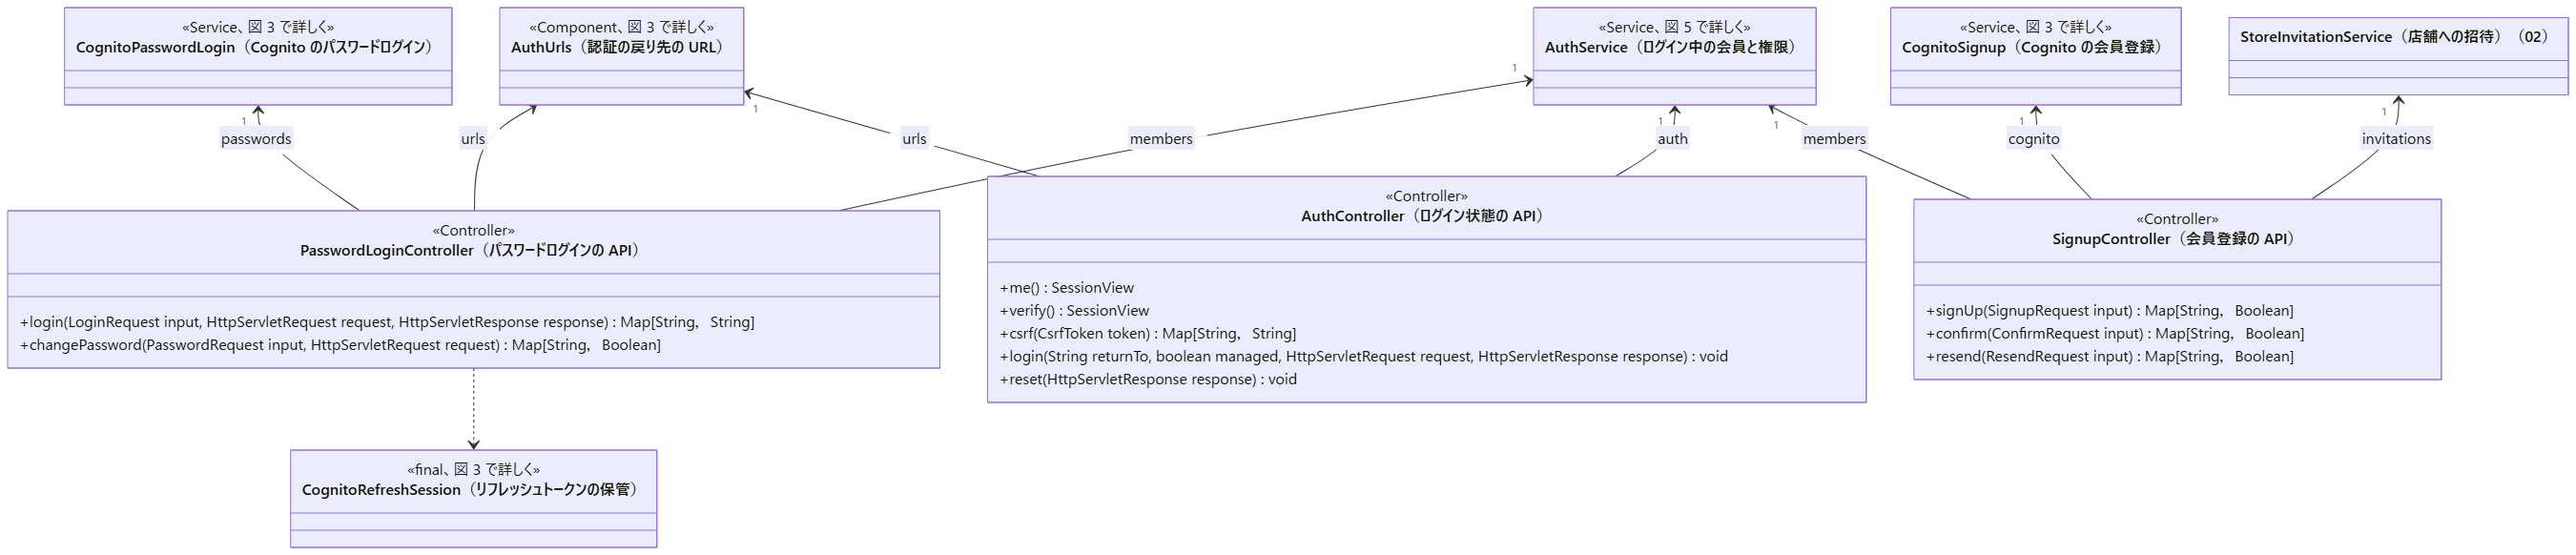 «Service、図 3 で詳しく»
CognitoPasswordLogin（Cognito のパスワードログイン）
«Component、図 3 で詳しく»
AuthUrls（認証の戻り先の URL）
«Service、図 5 で詳しく»
AuthService（ログイン中の会員と権限）
«Service、図 3 で詳しく»
CognitoSignup（Cognito の会員登録）
StoreInvitationService（店舗への招待）（02）
1
passwords
urls
1
urls
1
members
1
auth
1
members
1
cognito
1
invitations
«Controller»
PasswordLoginController（パスワードログインの API）
+login(LoginRequest input, HttpServletRequest request, HttpServletResponse response) : Map[String，String]
+changePassword(PasswordRequest input, HttpServletRequest request) : Map[String，Boolean]
«Controller»
AuthController（ログイン状態の API）
+me() : SessionView
+verify() : SessionView
+csrf(CsrfToken token) : Map[String，String]
+login(String returnTo, boolean managed, HttpServletRequest request, HttpServletResponse response) : void
+reset(HttpServletResponse response) : void
«Controller»
SignupController（会員登録の API）
+signUp(SignupRequest input) : Map[String，Boolean]
+confirm(ConfirmRequest input) : Map[String，Boolean]
+resend(ResendRequest input) : Map[String，Boolean]
«final、図 3 で詳しく»
CognitoRefreshSession（リフレッシュトークンの保管）